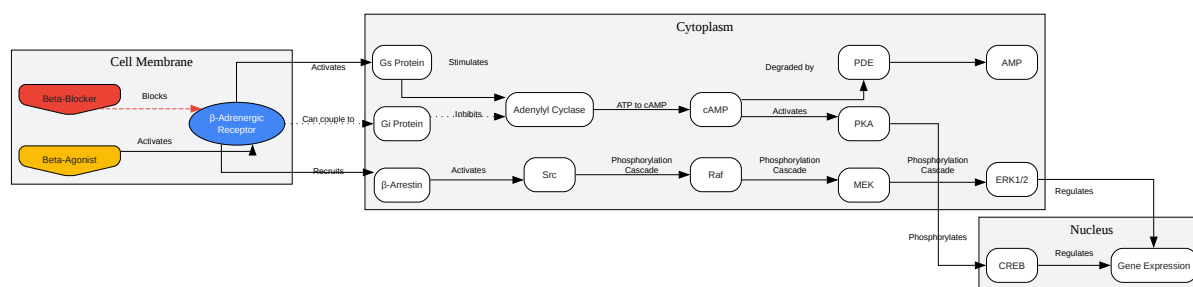 Cytoplasm
Cell Membrane
Nucleus
Beta-Blocker
Blocks
β-Adrenergic
Receptor
Beta-Agonist
Activates
Activates
Can couple to
Recruits
Gs Protein
Stimulates
Gi Protein
Inhibits
Adenylyl Cyclase
ATP to cAMP
cAMP
Degraded by
PDE
AMP
Activates
PKA
β-Arrestin
Activates
Src
Phosphorylation
Cascade
Raf
Phosphorylation
Cascade
MEK
Phosphorylation
Cascade
ERK1/2
Regulates
Phosphorylates
CREB
Regulates
Gene Expression